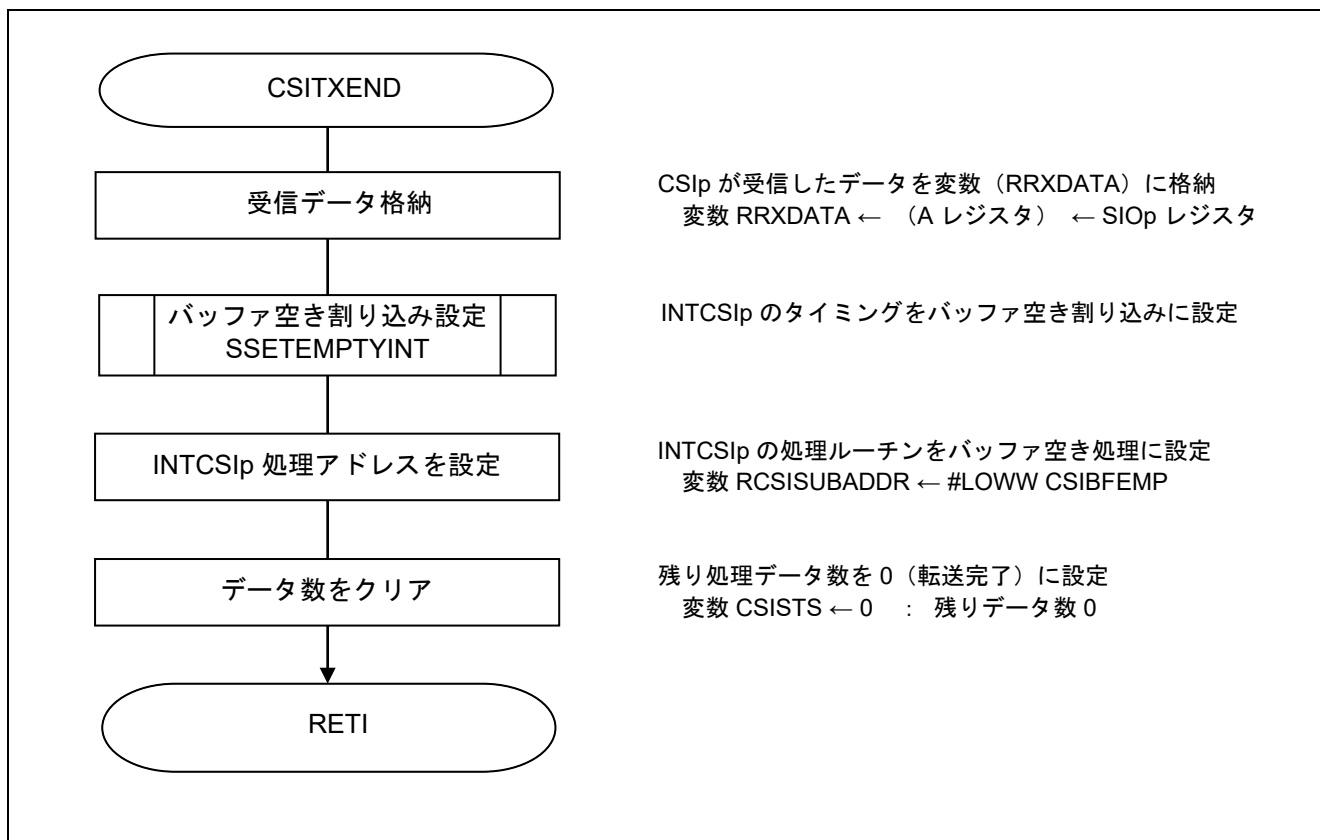 CSITXEND
受信データ格納
CSIp が受信したデータを変数（RRXDATA）に格納
変数 RRXDATA ← （A レジスタ） ← SIOp レジスタ
バッファ空き割り込み設定
SSETEMPTYINT
INTCSIp のタイミングをバッファ空き割り込みに設定
INTCSIp 処理アドレスを設定
INTCSIp の処理ルーチンをバッファ空き処理に設定
変数 RCSISUBADDR ← #LOWW CSIBFEMP
データ数をクリア
残り処理データ数を 0（転送完了）に設定
変数 CSISTS ← 0 ： 残りデータ数 0
RETI